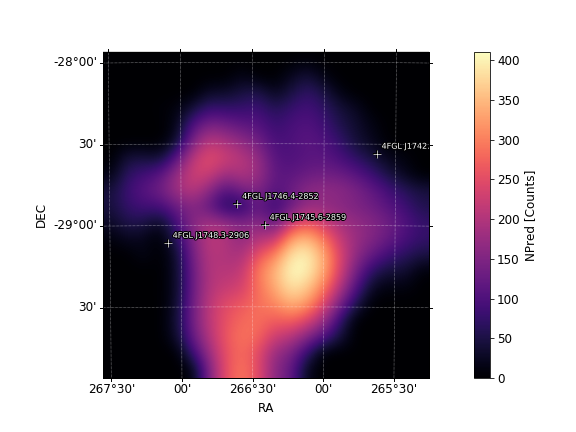 -28°00'
30'
-29°00'
30'
DEC
4FGL J1742.
4FGL J1746.4-2852
4FGL J1745.6-2859
4FGL J1748.3-2906
267°30'
00'
266°30'
00'
265°30'
RA
400
350
300
250
200
150
100
50
0
NPred [Counts]